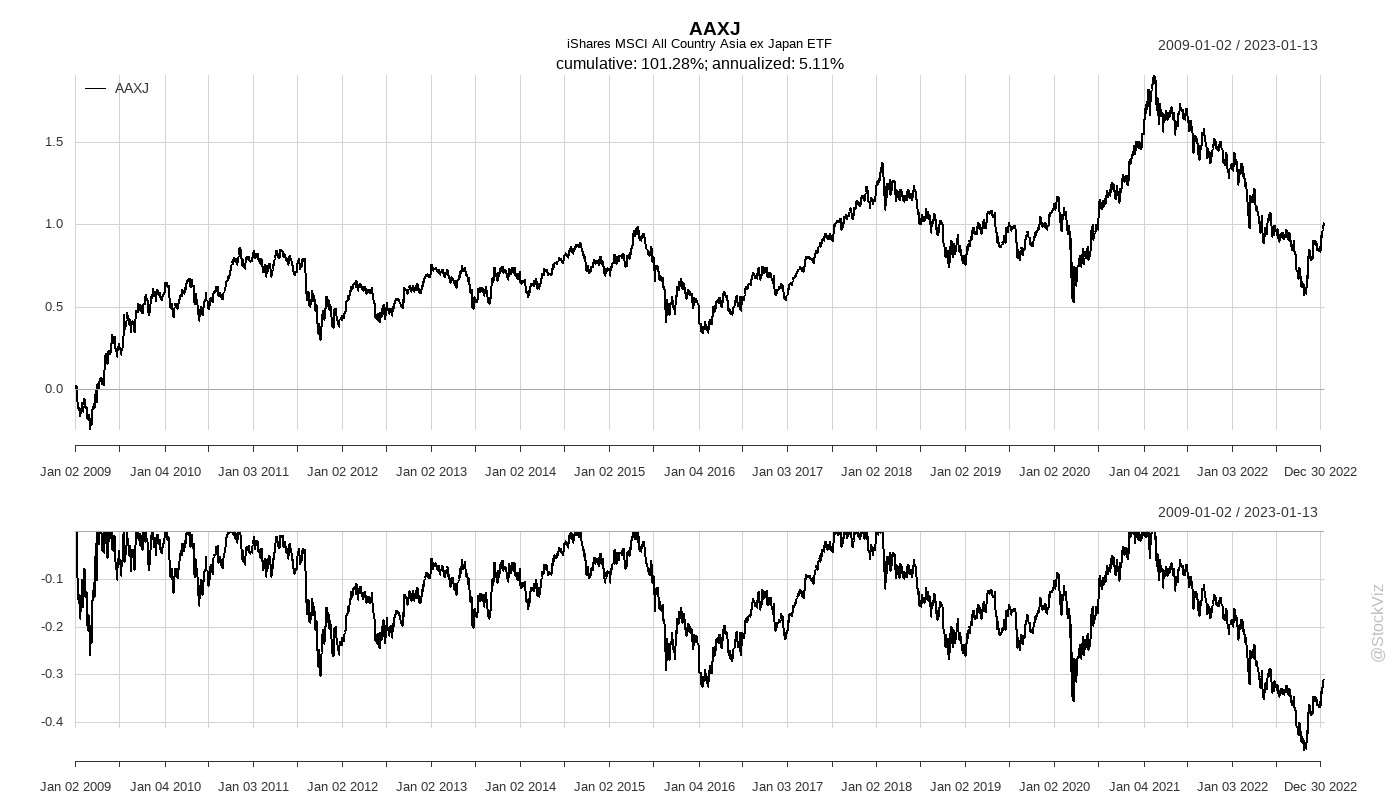 AAXJ
iShares MSCI All Country Asia ex Japan ETF
2009-01-02 / 2023-01-13
cumulative: 101.28%; annualized: 5.11%
AAXJ
1.5
1.0
0.5
0.0
Jan 02 2009 Jan 04 2010 Jan 03 2011 Jan 02 2012 Jan 02 2013 Jan 02 2014 Jan 02 2015 Jan 04 2016 Jan 03 2017 Jan 02 2018 Jan 02 2019 Jan 02 2020 Jan 04 2021 Jan 03 2022 Dec 30 2022
2009-01-02 / 2023-01-13
-0.1
-0.2
-0.3
-0.4
Jan 02 2009 Jan 04 2010 Jan 03 2011 Jan 02 2012 Jan 02 2013 Jan 02 2014 Jan 02 2015 Jan 04 2016 Jan 03 2017 Jan 02 2018 Jan 02 2019 Jan 02 2020 Jan 04 2021 Jan 03 2022 Dec 30 2022
@StockViz